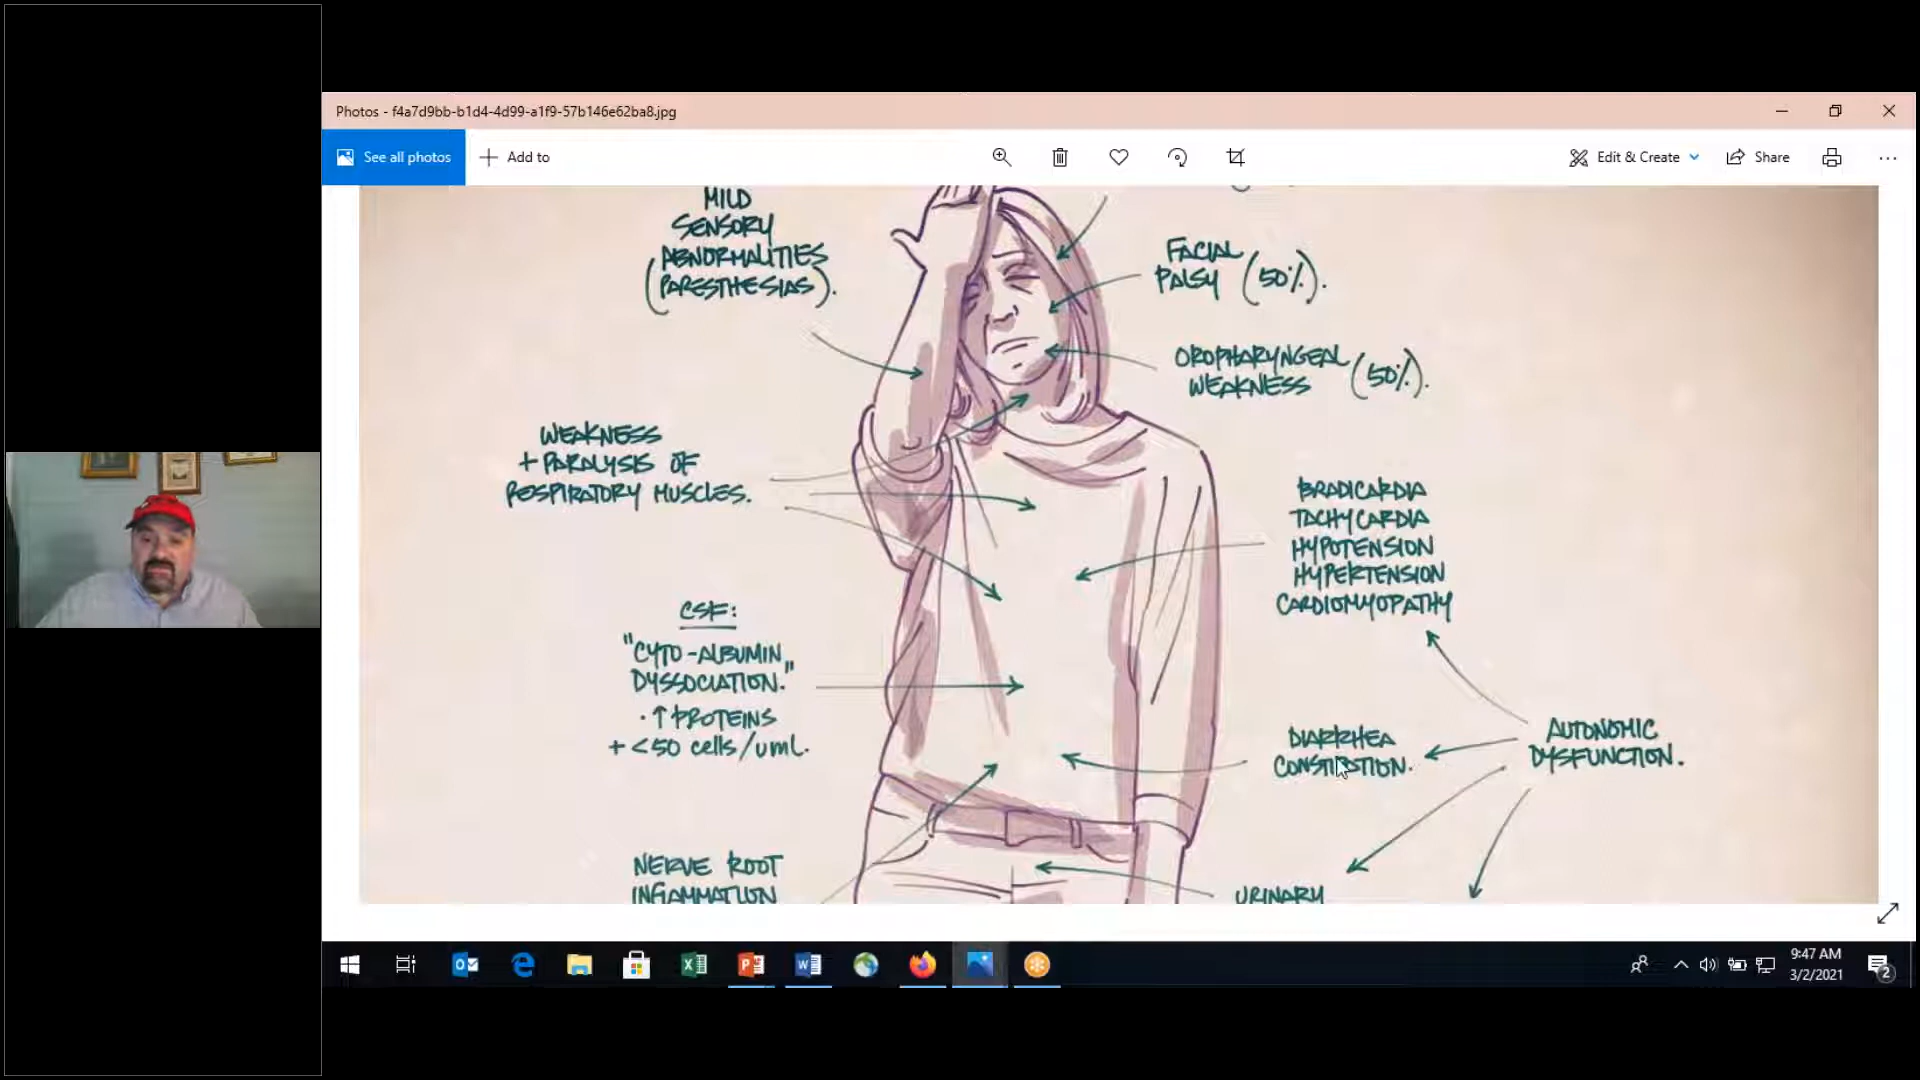 Photos - f4a7d9bb-b1d4-4d99-a1f9-57b146e62ba8.jpg
See all photos
Add to
Edit & Create
Share
MILD
SENSORY
ABNORMALITIES
(PARESTHESIAS).
FACIAL
PALSY (50%).
OROPHARYNGEAL
WEAKNESS (50%).
WEAKNESS
+ PARALYSIS OF
RESPIRATORY MUSCLES.
BRADICARDIA
TACHYCARDIA
HYPOTENSION
HYPERTENSION
CARDIOMYOPATHY
CSF:
"CYTO-ALBUMIN
DYSSOCIATION."
· ↑ PROTEINS
+ <50 cells/uml.
DIARRHEA
CONSTIPATION.
AUTONOMIC
DYSFUNCTION.
NERVE ROOT
INFLAMMATION
URINARY
9:47 AM
3/2/2021
2